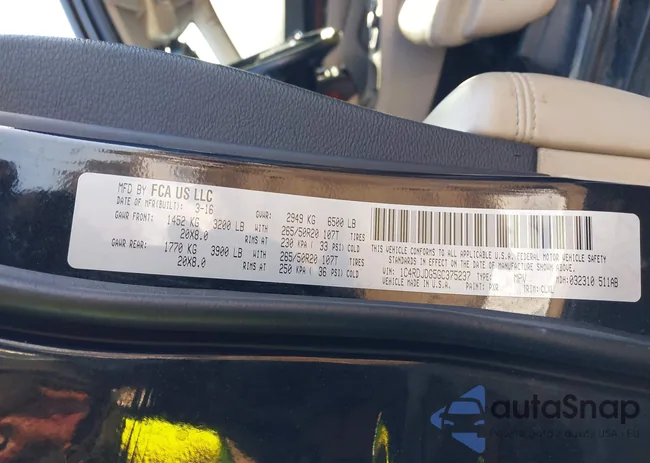 MFD BY FCA US LLC
DATE OF MFR(BUILT): 3-16 GVWR: 2949 KG 6500 LB
GAWR FRONT: 1452 KG 3200 LB 265/50R20 107T TIRES
20X8.0 RIMS AT 230 KPA( 33 PSI) COLD
GAWR REAR: 1770 KG 3900 LB 265/50R20 107T TIRES
20X8.0 RIMS AT 250 KPA( 36 PSI) COLD
THIS VEHICLE CONFORMS TO ALL APPLICABLE U.S.A. FEDERAL MOTOR VEHICLE SAFETY
STANDARDS IN EFFECT ON THE DATE OF MANUFACTURE SHOWN ABOVE.
VIN: 1C4RDJDG5GC375237 TYPE: MPV MDH: 032310 511AB
VEHICLE MADE IN U.S.A. PAINT: TRIM:
autoSnap